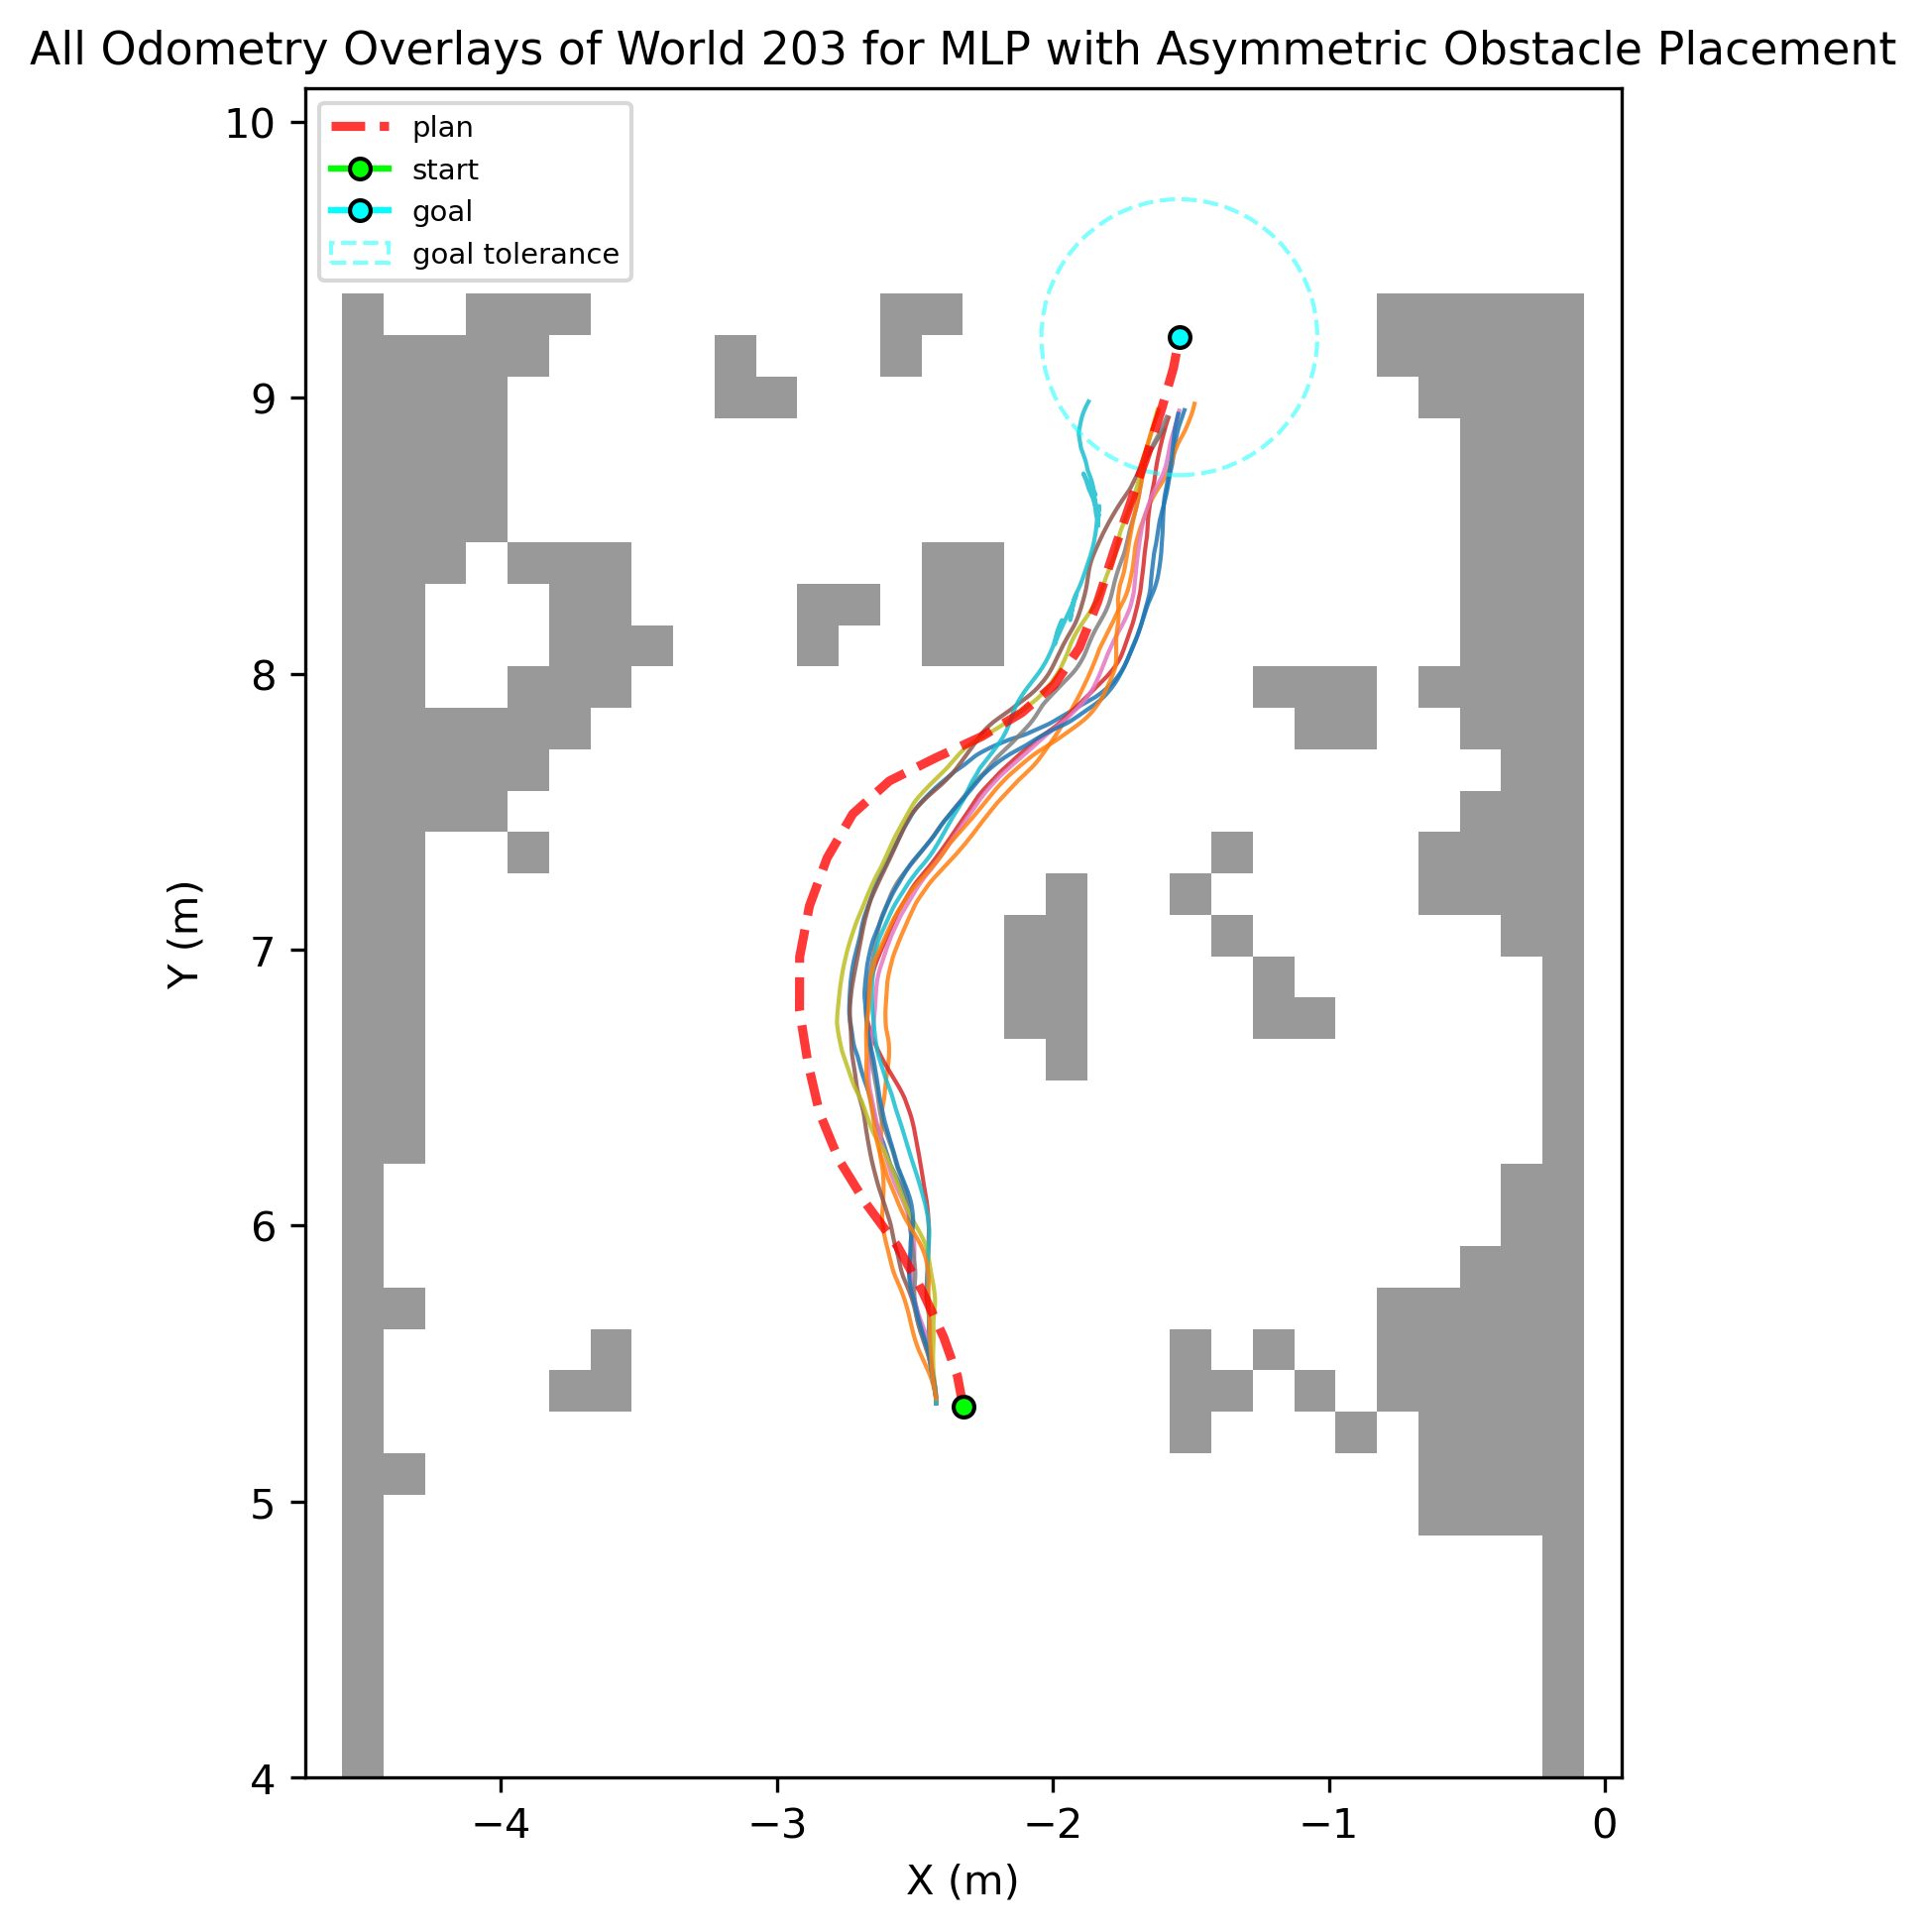 All Odometry Overlays of World 203 for MLP with Asymmetric Obstacle Placement
plan
start
goal
goal tolerance
10
9
8
7
6
5
4
Y (m)
−4
−3
−2
−1
0
X (m)